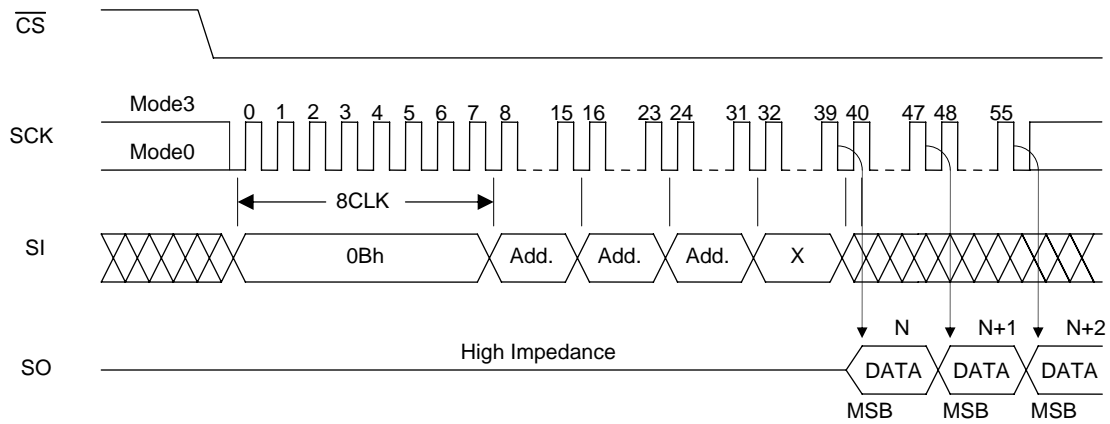 CS
Mode3
0 1 2 3 4 5 6 7 8 15 16 23 24 31 32 39 40 47 48 55
SCK
Mode0
8CLK
SI
0Bh Add. Add. Add. X
N N+1 N+2
High Impedance
SO
DATA DATA DATA
MSB MSB MSB